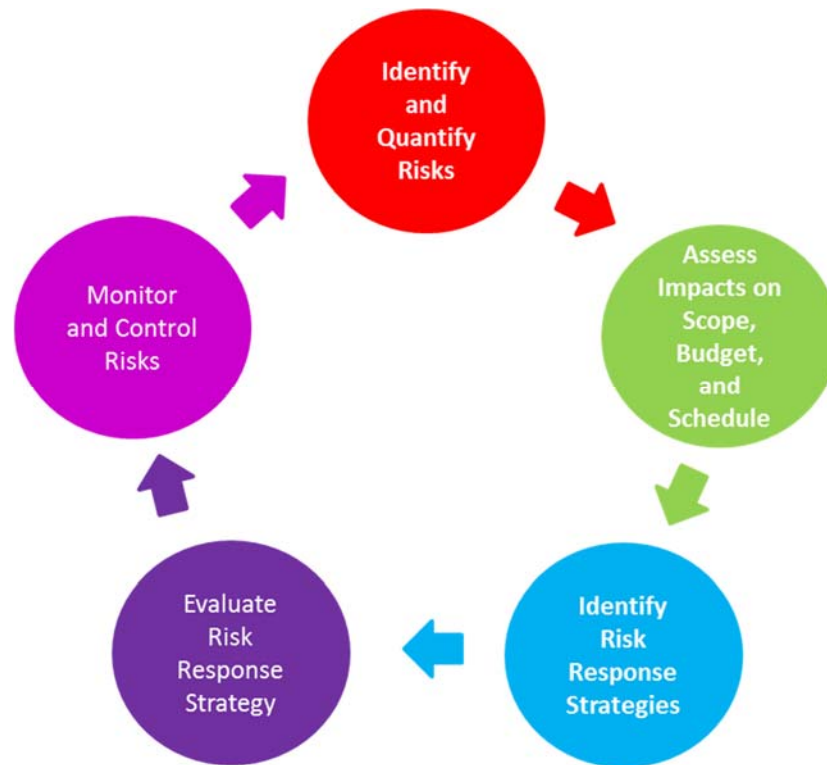 Identify
and
Quantify
Risks
Assess
Impacts on
Scope,
Budget,
and
Schedule
Identify
Risk
Response
Strategies
Evaluate
Risk
Response
Strategy
Monitor
and Control
Risks